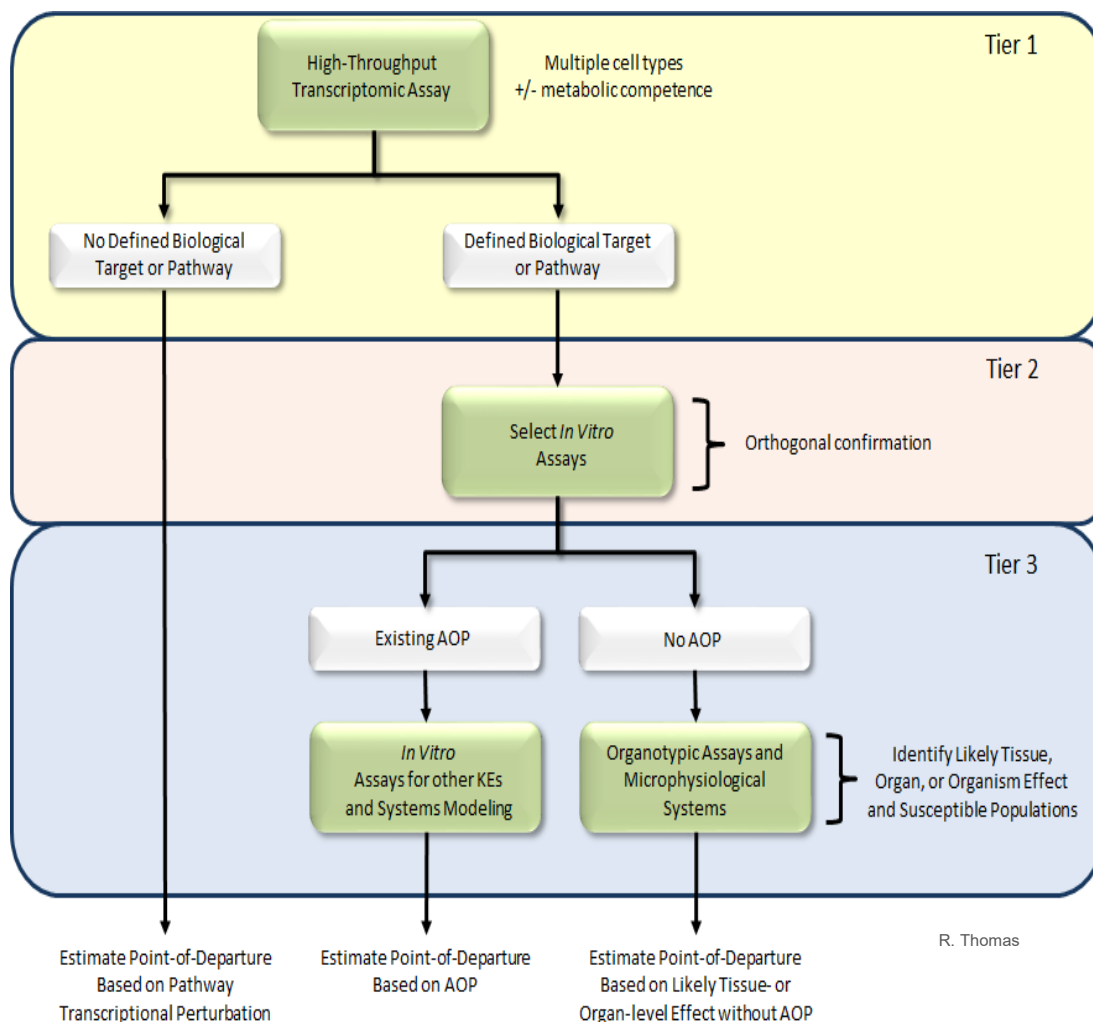 Tier 1
High-Throughput
Transcriptomic Assay
Multiple cell types
+/- metabolic competence
No Defined Biological
Target or Pathway
Defined Biological Target
or Pathway
Tier 2
Select In Vitro
Assays
Orthogonal confirmation
Tier 3
Existing AOP
No AOP
In Vitro
Assays for other KEs
and Systems Modeling
Organotypic Assays and
Microphysiological
Systems
Identify Likely Tissue,
Organ, or Organism Effect
and Susceptible Populations
R. Thomas
Estimate Point-of-Departure
Based on Pathway
Transcriptional Perturbation
Estimate Point-of-Departure
Based on AOP
Estimate Point-of-Departure
Based on Likely Tissue- or
Organ-level Effect without AOP